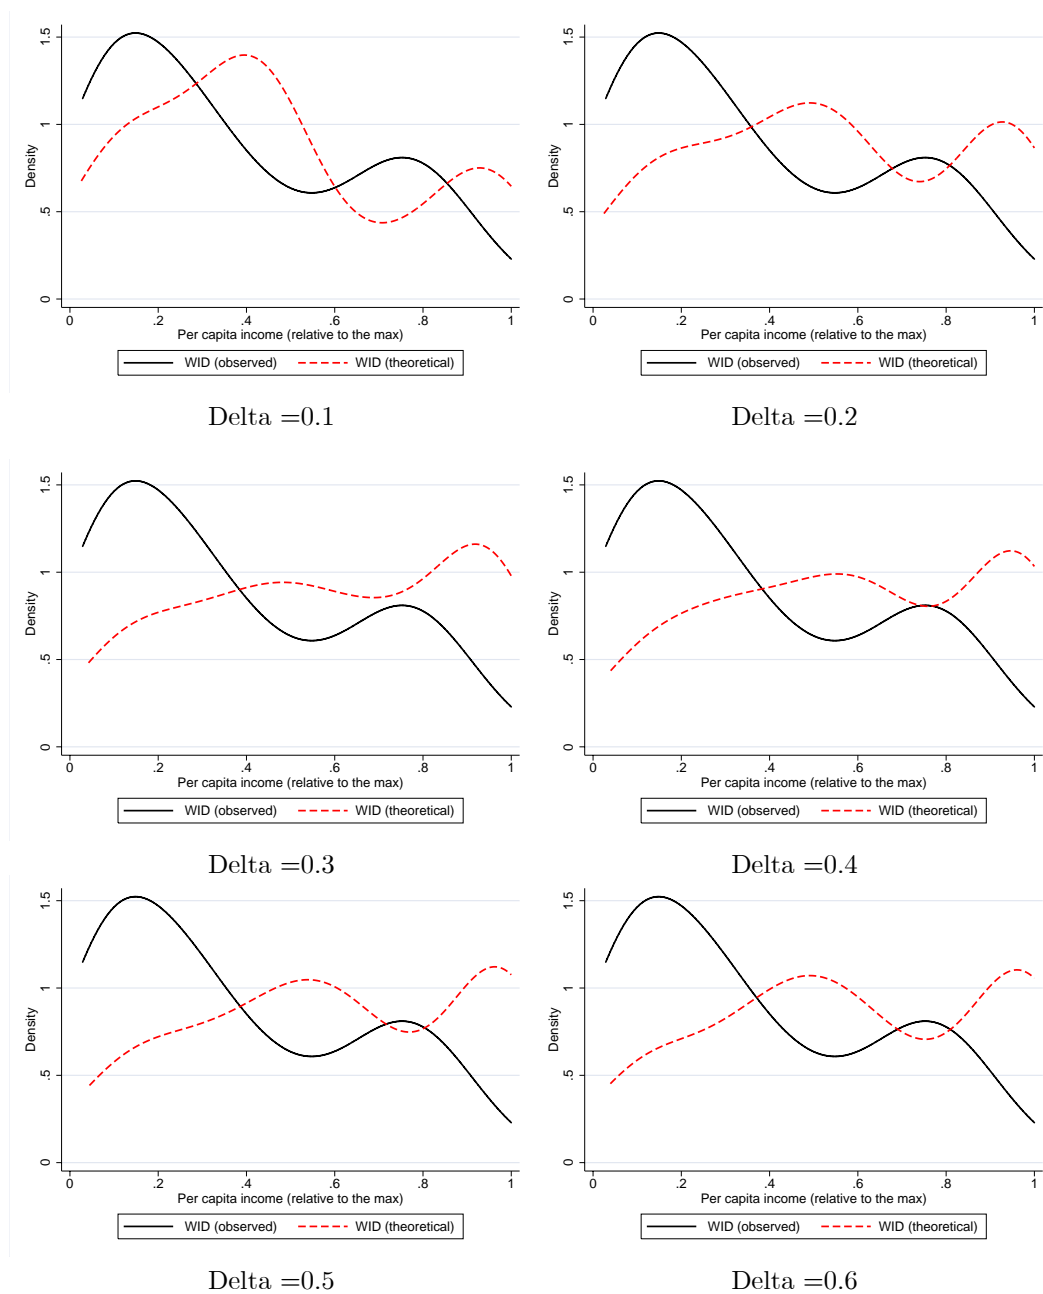 Density
1.5
1
.5
0
0 .2 .4 .6 .8 1
Per capita income (relative to the max)
WID (observed) WID (theoretical)
Delta =0.1
Density
1.5
1
.5
0
0 .2 .4 .6 .8 1
Per capita income (relative to the max)
WID (observed) WID (theoretical)
Delta =0.2
Density
1.5
1
.5
0
0 .2 .4 .6 .8 1
Per capita income (relative to the max)
WID (observed) WID (theoretical)
Delta =0.3
Density
1.5
1
.5
0
0 .2 .4 .6 .8 1
Per capita income (relative to the max)
WID (observed) WID (theoretical)
Delta =0.4
Density
1.5
1
.5
0
0 .2 .4 .6 .8 1
Per capita income (relative to the max)
WID (observed) WID (theoretical)
Delta =0.5
Density
1.5
1
.5
0
0 .2 .4 .6 .8 1
Per capita income (relative to the max)
WID (observed) WID (theoretical)
Delta =0.6